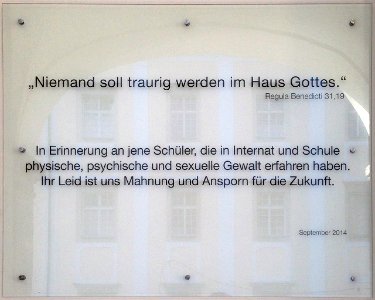 „Niemand soll traurig werden im Haus Gottes.“
Regula Benedicti 31,19
In Erinnerung an jene Schüler, die in Internat und Schule
physische, psychische und sexuelle Gewalt erfahren haben.
Ihr Leid ist uns Mahnung und Ansporn für die Zukunft.
September 2014